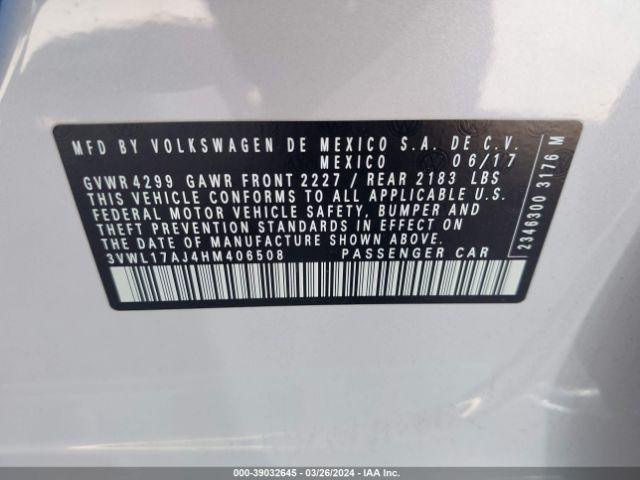 MFD BY VOLKSWAGEN DE MEXICO S.A. DE C.V.
MEXICO 06/17
GVWR 4299 GAWR FRONT 2227 / REAR 2183 LBS
THIS VEHICLE CONFORMS TO ALL APPLICABLE U.S.
FEDERAL MOTOR VEHICLE SAFETY, BUMPER AND
THEFT PREVENTION STANDARDS IN EFFECT ON
THE DATE OF MANUFACTURE SHOWN ABOVE.
3VWL17AJ4HM406508 PASSENGER CAR
2346300 3176 M
000-39032645 - 03/26/2024 - IAA Inc.